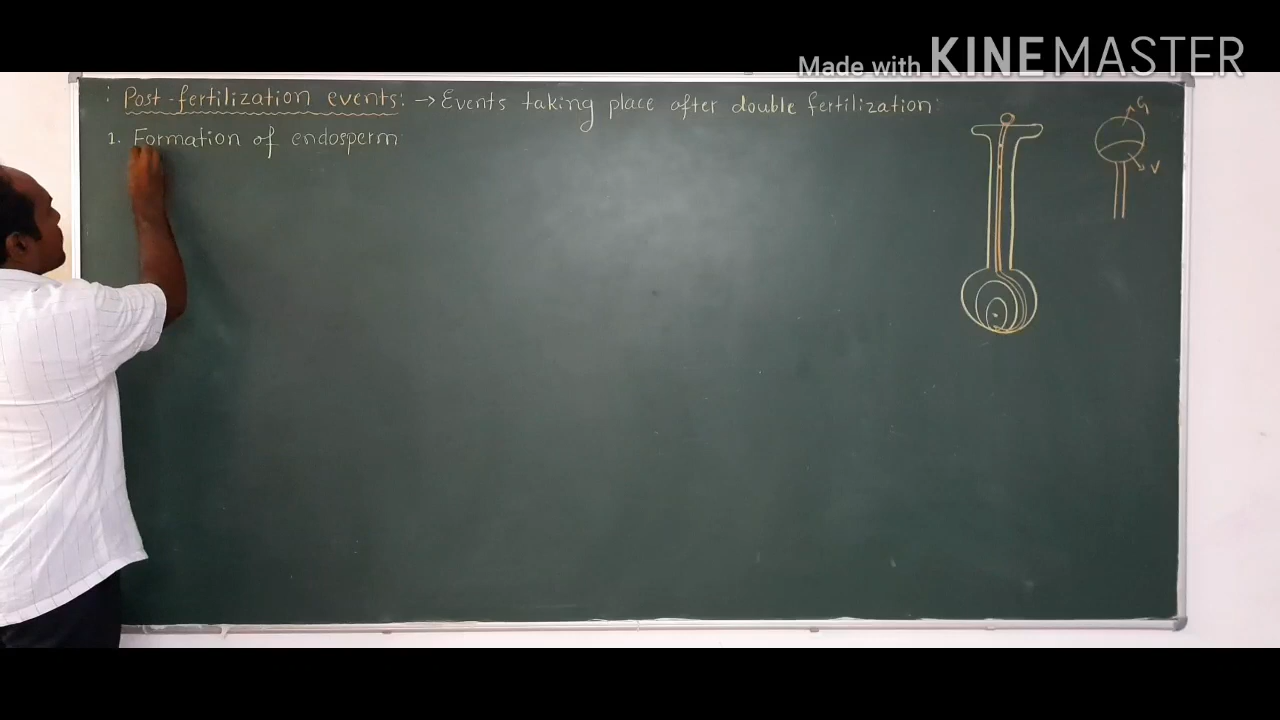 Made with KINEMASTER
: Post-fertilization events: → Events taking place after double fertilization:
1. Formation of endosperm
G
V